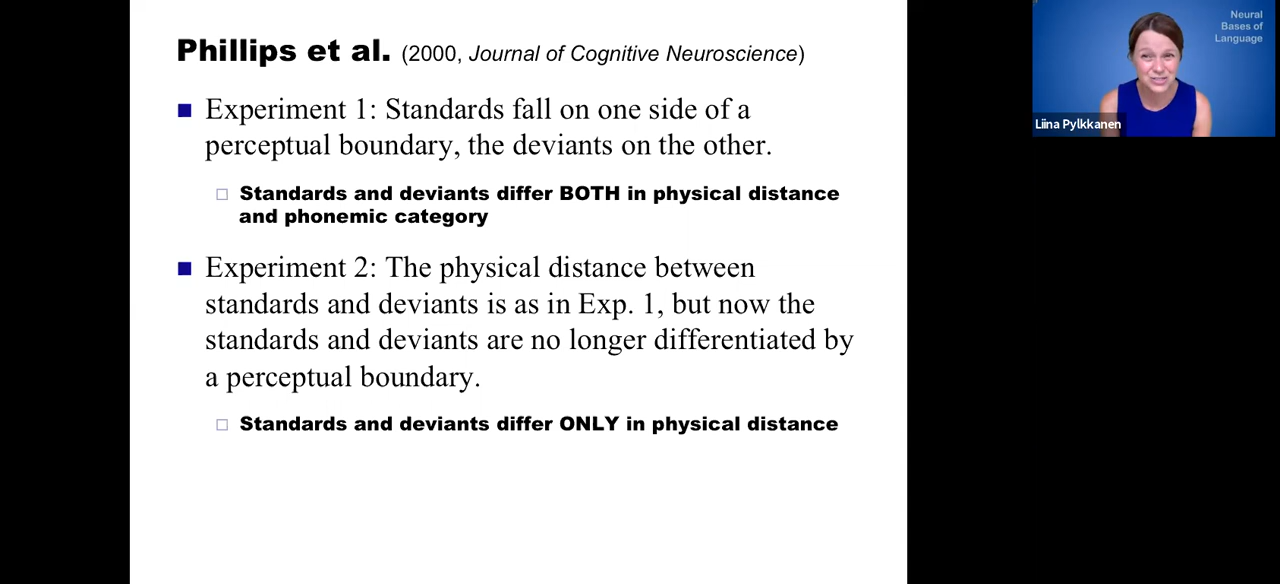 Phillips et al. (2000, Journal of Cognitive Neuroscience)
Experiment 1: Standards fall on one side of a
perceptual boundary, the deviants on the other.
Standards and deviants differ BOTH in physical distance
and phonemic category
Experiment 2: The physical distance between
standards and deviants is as in Exp. 1, but now the
standards and deviants are no longer differentiated by
a perceptual boundary.
Standards and deviants differ ONLY in physical distance
Neural
Bases of
Language
Liina Pylkkanen